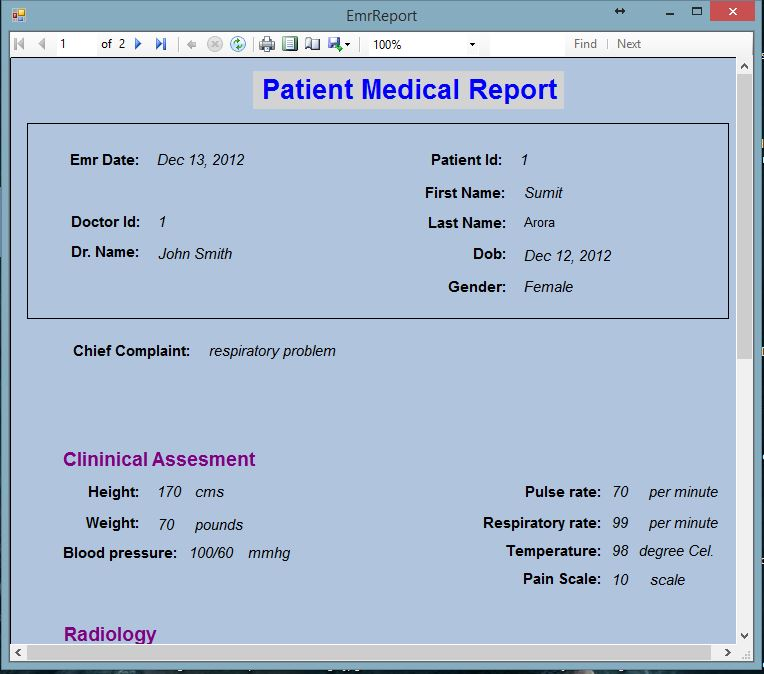 EmrReport
1 of 2 100% Find Next
Patient Medical Report
Emr Date: Dec 13, 2012 Patient Id: 1
First Name: Sumit
Doctor Id: 1 Last Name: Arora
Dr. Name: John Smith Dob: Dec 12, 2012
Gender: Female
Chief Complaint: respiratory problem
Clininical Assesment
Height: 170 cms Pulse rate: 70 per minute
Weight: 70 pounds Respiratory rate: 99 per minute
Blood pressure: 100/60 mmhg Temperature: 98 degree Cel.
Pain Scale: 10 scale
Radiology